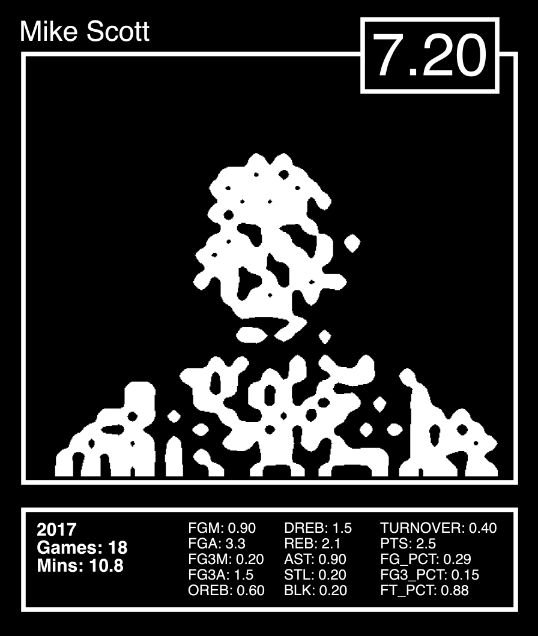 Mike Scott
7.20
2017
Games: 18
Mins: 10.8
FGM: 0.90
FGA: 3.3
FG3M: 0.20
FG3A: 1.5
OREB: 0.60
DREB: 1.5
REB: 2.1
AST: 0.90
STL: 0.20
BLK: 0.20
TURNOVER: 0.40
PTS: 2.5
FG_PCT: 0.29
FG3_PCT: 0.15
FT_PCT: 0.88